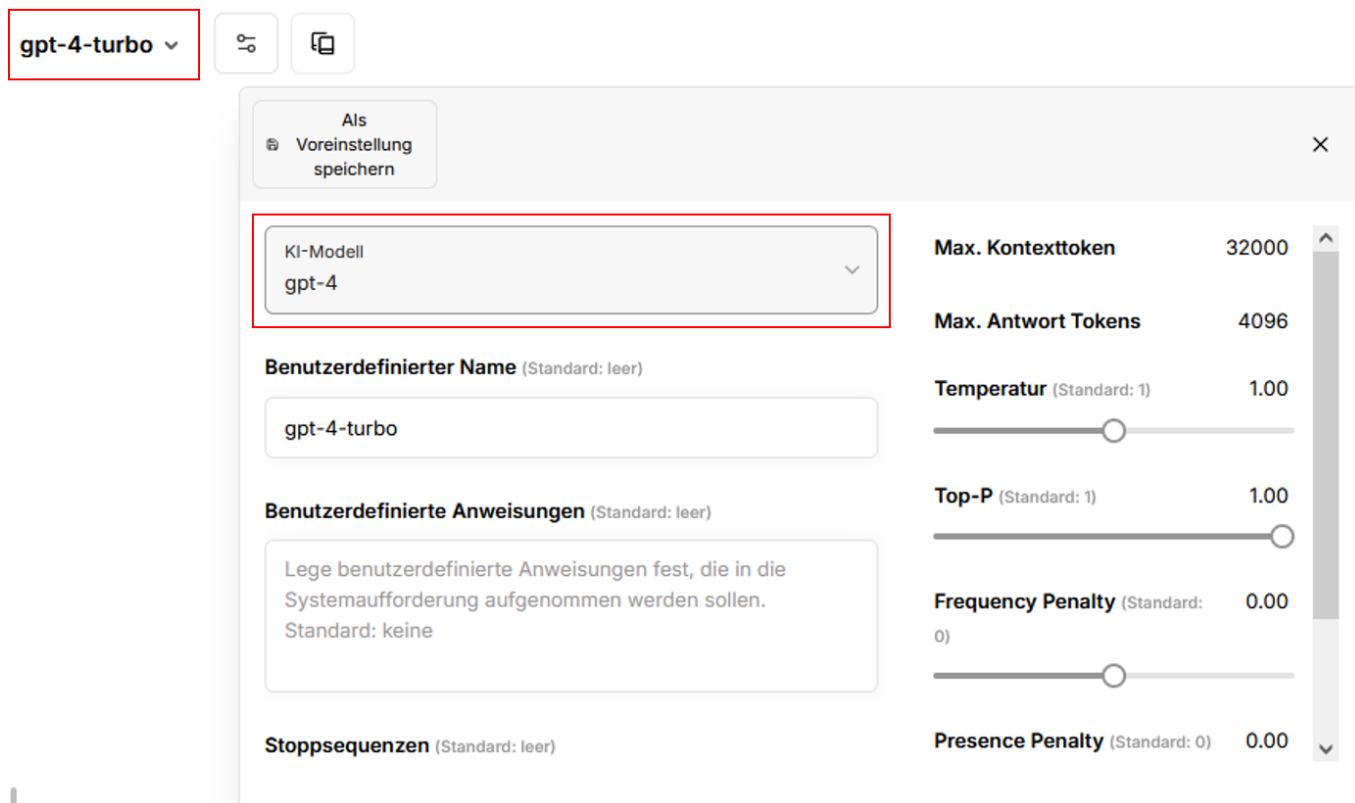 gpt-4-turbo
Als
Voreinstellung
speichern
KI-Modell
gpt-4
Benutzerdefinierter Name (Standard: leer)
gpt-4-turbo
Benutzerdefinierte Anweisungen (Standard: leer)
Lege benutzerdefinierte Anweisungen fest, die in die
Systemaufforderung aufgenommen werden sollen.
Standard: keine
Stoppsequenzen (Standard: leer)
Max. Kontexttoken 32000
Max. Antwort Tokens 4096
Temperatur (Standard: 1) 1.00
Top-P (Standard: 1) 1.00
Frequency Penalty (Standard: 0.00
0)
Presence Penalty (Standard: 0) 0.00